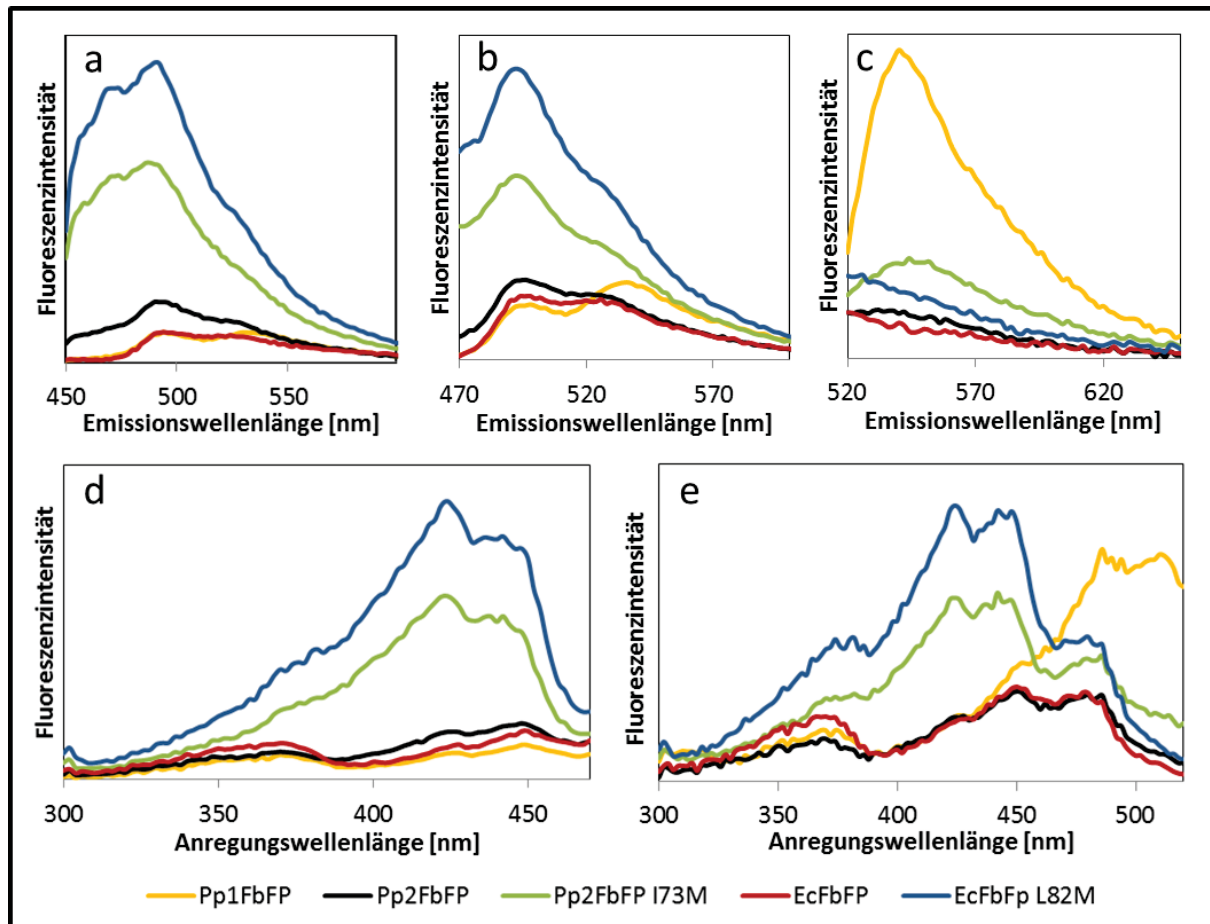 a
Fluoreszintensität
450 500 550
Emissionswellenlänge [nm]
b
Fluoreszenzintensität
470 520 570
Emissionswellenlänge [nm]
c
Fluoreszenzintensität
520 570 620
Emissionswellenlänge [nm]
d
Fluoreszenzintensität
300 350 400 450
Anregungswellenlänge [nm]
e
Fluoreszenzintensität
300 350 400 450 500
Anregungswellenlänge [nm]
Pp1FbFP Pp2FbFP Pp2FbFP I73M EcFbFP EcFbFp L82M